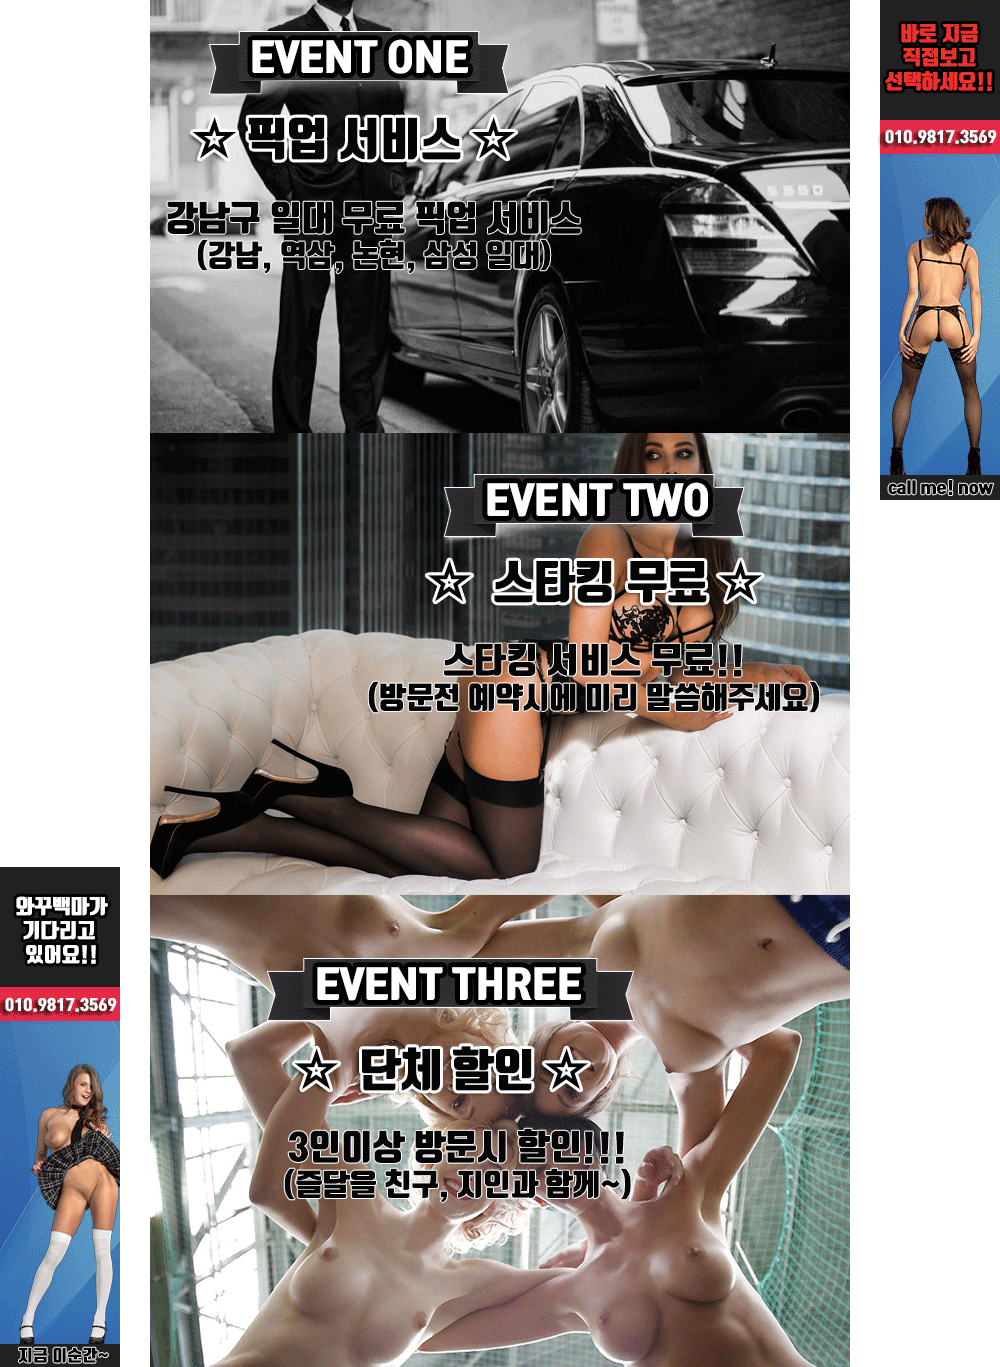 EVENT ONE
☆ 픽업 서비스 ☆
강남구 일대 무료 픽업 서비스
(강남, 역삼, 논현, 삼성 일대)
S550
바로 지금
직접보고
선택하세요!!
010.9817.3569
call me! now
EVENT TWO
☆ 스타킹 무료 ☆
스타킹 서비스 무료!!
(방문전 예약시에 미리 말씀해주세요)
와꾸백마가
기다리고
있어요!!
010.9817.3569
지금 이순간~
EVENT THREE
☆ 단체 할인 ☆
3인이상 방문시 할인!!!
(즐달을 친구, 지인과 함께~)